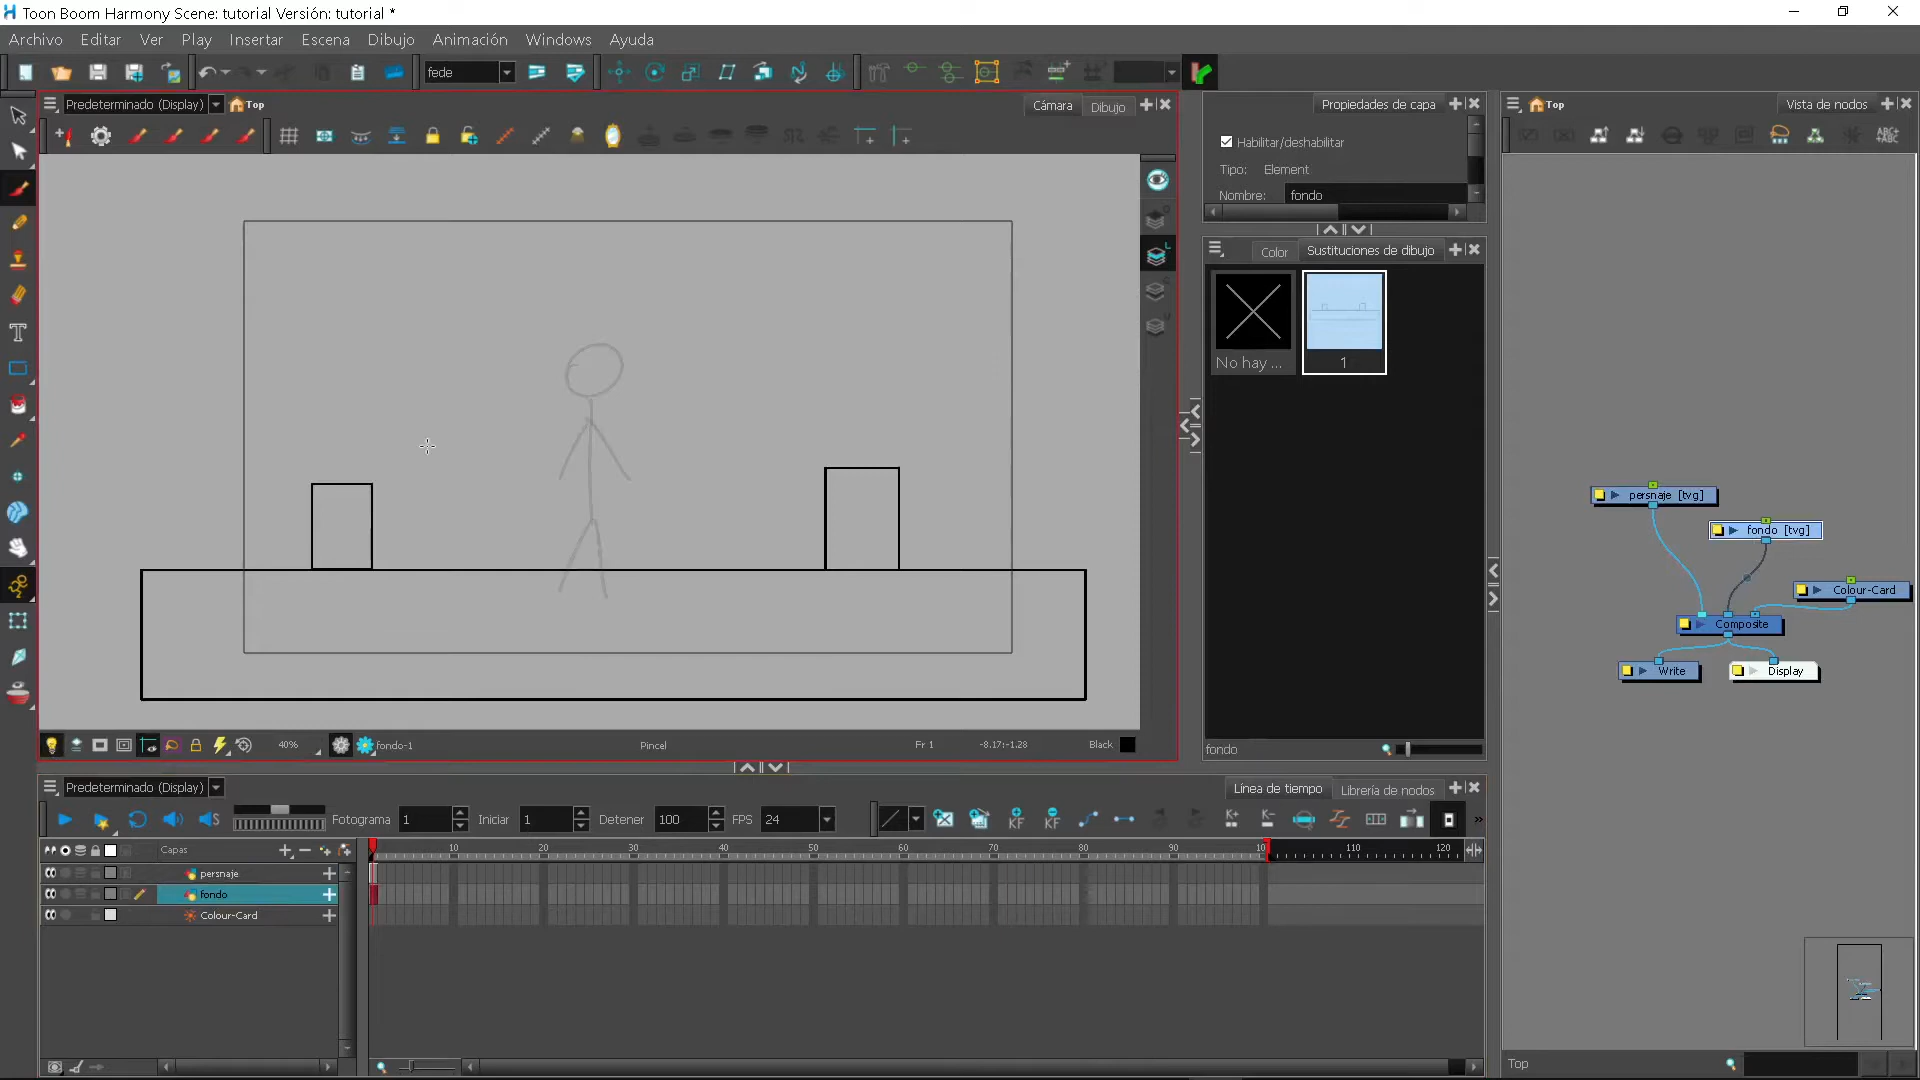 Toon Boom Harmony Scene: tutorial Versión: tutorial *
Archivo Editar Ver Play Insertar Escena Dibujo Animación Windows Ayuda
fede
Predeterminado (Display) Top Cámara Dibujo
Propiedades de capa
Habilitar/deshabilitar
Tipo: Element
Nombre: fondo
Color Sustituciones de dibujo
No hay ... 1
fondo
Top Vista de nodos
ABC+
persnaje [tvg]
fondo [tvg]
Colour-Card
Composite
Write Display
Top
40% fondo-1 Pincel Fr 1 -8.17:-1.28 Black
Predeterminado (Display) Línea de tiempo Librería de nodos
Fotograma 1 Iniciar 1 Detener 100 FPS 24
KF KF K+ K-
Capas
10 20 30 40 50 60 70 80 90 10 110 120
persnaje
fondo
Colour-Card